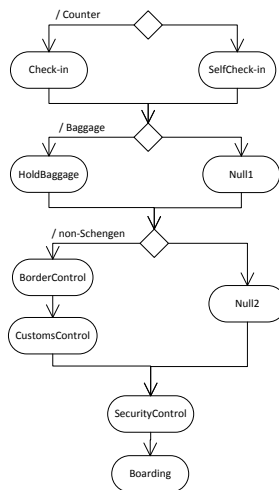 / Counter
Check-in
SelfCheck-in
/ Baggage
HoldBaggage
Null1
/ non-Schengen
BorderControl
Null2
CustomsControl
SecurityControl
Boarding